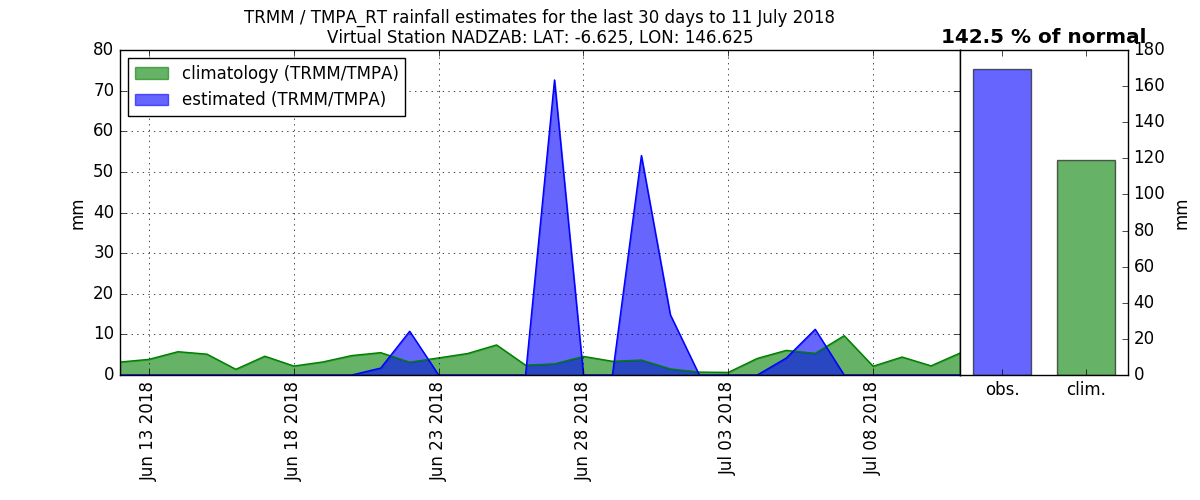 TRMM / TMPA_RT rainfall estimates for the last 30 days to 11 July 2018
Virtual Station NADZAB: LAT: -6.625, LON: 146.625
142.5 % of normal
climatology (TRMM/TMPA)
estimated (TRMM/TMPA)
80
70
60
50
40
30
20
10
0
mm
Jun 13 2018
Jun 18 2018
Jun 23 2018
Jun 28 2018
Jul 03 2018
Jul 08 2018
180
160
140
120
100
80
60
40
20
0
mm
obs.
clim.